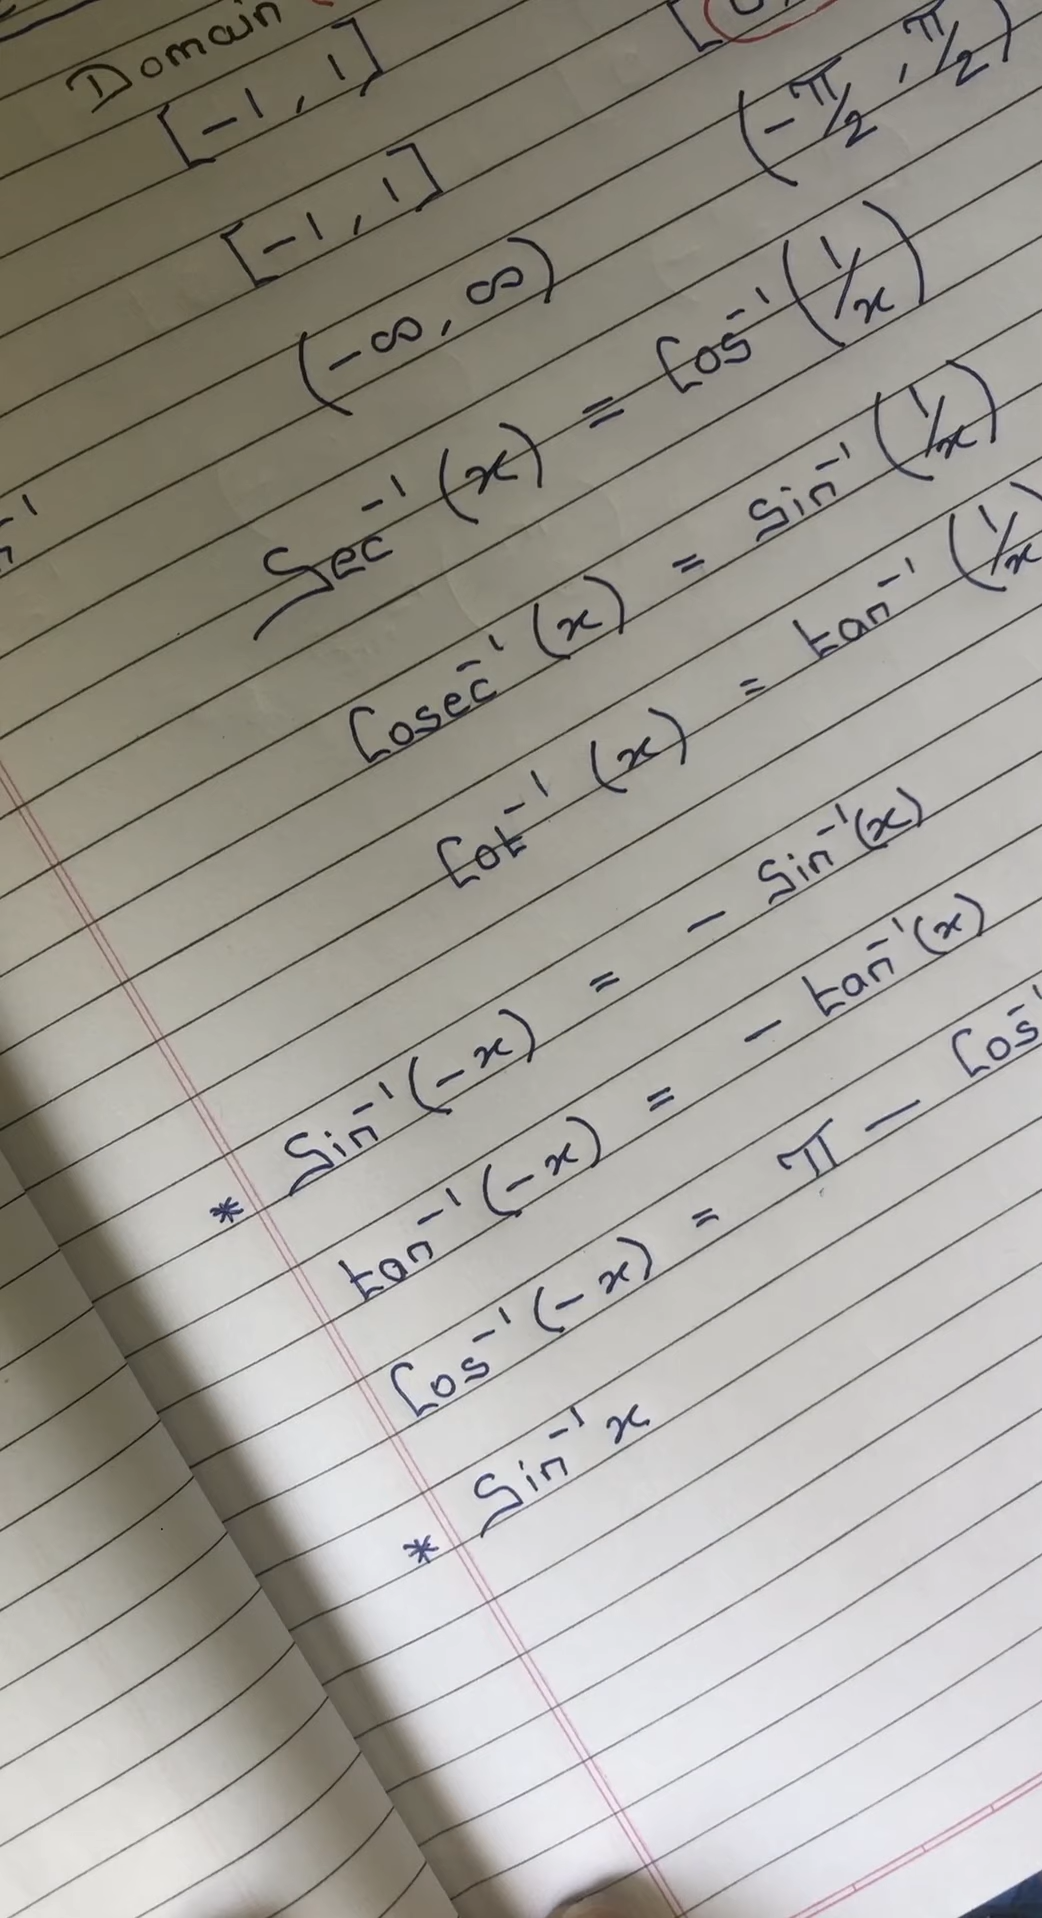 Domain
[-1, 1]
[-1, 1]
(-∞, ∞) (-π/2, π/2)
Sec⁻¹(x) = Cos⁻¹(1/x)
Cosec⁻¹(x) = Sin⁻¹(1/x)
Cot⁻¹(x) = tan⁻¹(1/x
* Sin⁻¹(-x) = - Sin⁻¹(x)
tan⁻¹(-x) = - tan⁻¹(x)
Cos⁻¹(-x) = π - Cos⁻¹
* Sin⁻¹ x